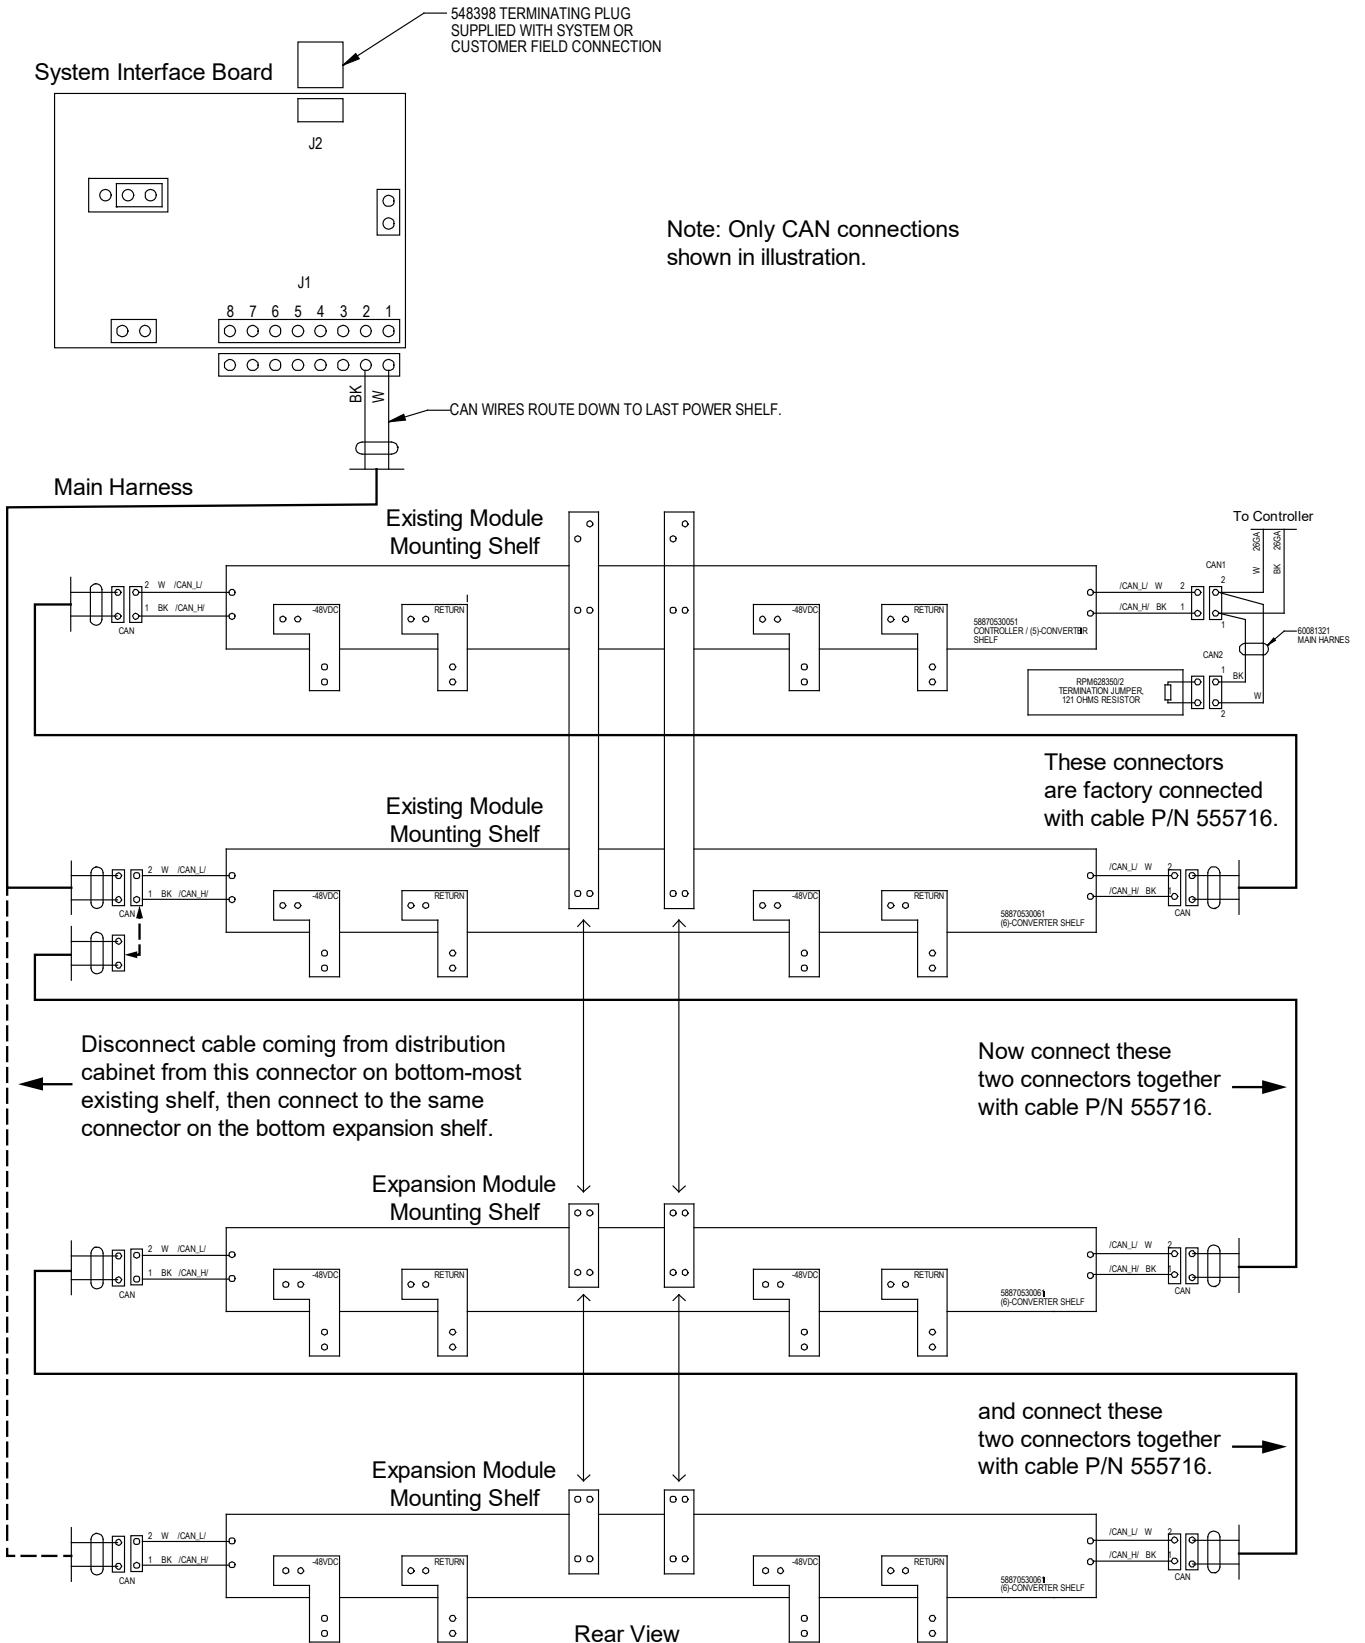 548398 TERMINATING PLUG
SUPPLIED WITH SYSTEM OR
CUSTOMER FIELD CONNECTION
System Interface Board
J2
Note: Only CAN connections
shown in illustration.
J1
8 7 6 5 4 3 2 1
BK
W
CAN WIRES ROUTE DOWN TO LAST POWER SHELF.
Main Harness
Existing Module
Mounting Shelf
To Controller
W 26GA
BK 26GA
CAN1
2 W /CAN_L/
1 BK /CAN_H/
CAN
-48VDC
RETURN
-48VDC
RETURN
58870530051
CONTROLLER / (5)-CONVERTER
SHELF
/CAN_L/ W 2
/CAN_H/ BK 1
2
1
60081321
MAIN HARNES
CAN2
1
BK
W
2
RPM628350/2
TERMINATION JUMPER,
121 OHMS RESISTOR
These connectors
are factory connected
with cable P/N 555716.
Existing Module
Mounting Shelf
2 W /CAN_L/
1 BK /CAN_H/
CAN
-48VDC
RETURN
-48VDC
RETURN
58870530061
(6)-CONVERTER SHELF
/CAN_L/ W 2
/CAN_H/ BK 1
CAN
Disconnect cable coming from distribution
cabinet from this connector on bottom-most
existing shelf, then connect to the same
connector on the bottom expansion shelf.
Now connect these
two connectors together
with cable P/N 555716.
Expansion Module
Mounting Shelf
2 W /CAN_L/
1 BK /CAN_H/
CAN
-48VDC
RETURN
-48VDC
RETURN
58870530061
(6)-CONVERTER SHELF
/CAN_L/ W 2
/CAN_H/ BK 1
CAN
and connect these
two connectors together
with cable P/N 555716.
Expansion Module
Mounting Shelf
2 W /CAN_L/
1 BK /CAN_H/
CAN
-48VDC
RETURN
-48VDC
RETURN
58870530061
(6)-CONVERTER SHELF
/CAN_L/ W 2
/CAN_H/ BK 1
CAN
Rear View